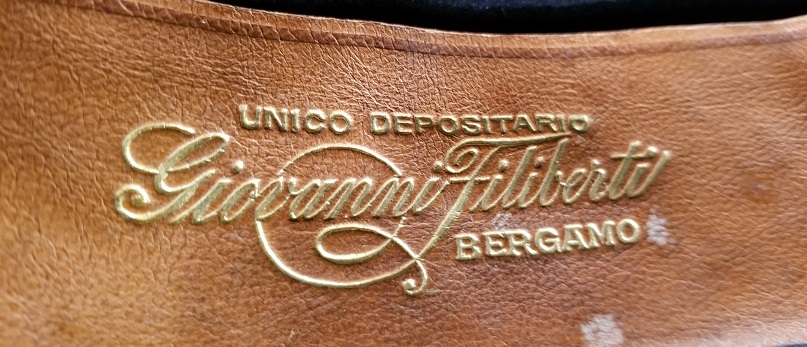 UNICO DEPOSITARIO
Giovanni Filiberti
BERGAMO